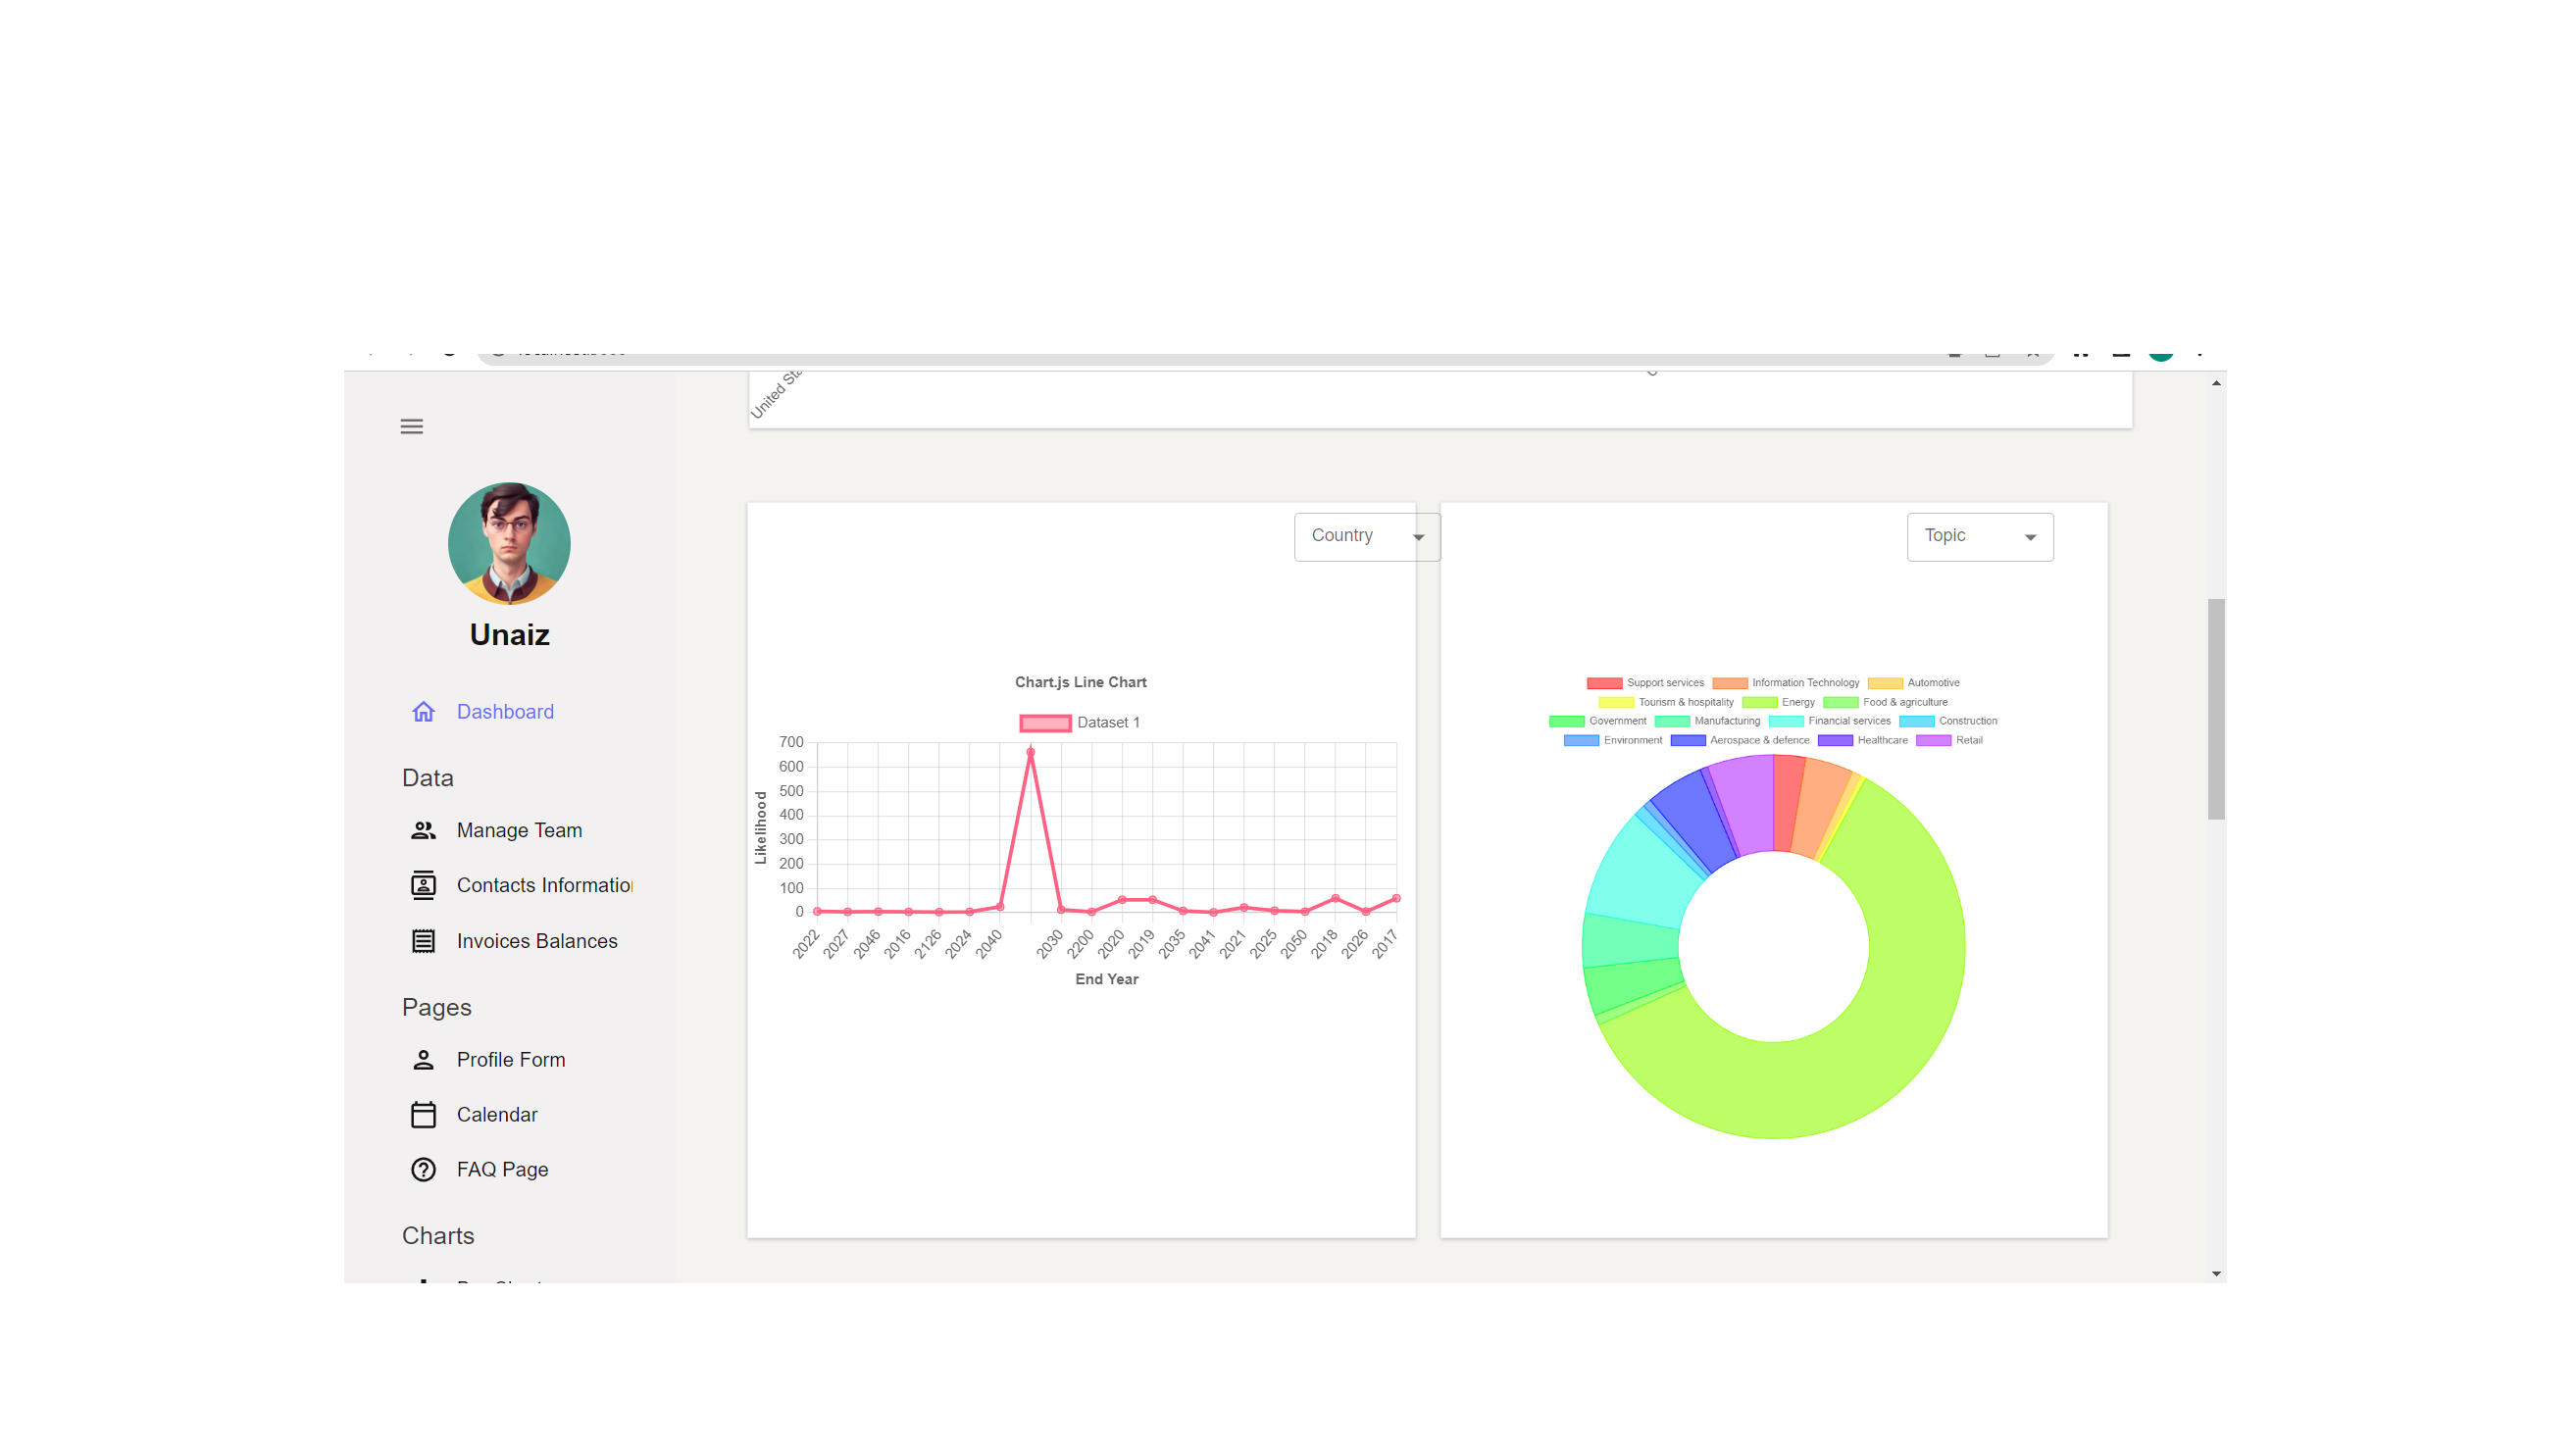 Unaiz
Dashboard
Data
Manage Team
Contacts Informatio
Invoices Balances
Pages
Profile Form
Calendar
FAQ Page
Charts
United Sta
Country
Chart.js Line Chart
Dataset 1
Likelihood
700
600
500
400
300
200
100
0
2022 2027 2046 2016 2126 2024 2040 2030 2200 2020 2019 2035 2041 2021 2025 2050 2018 2026 2017
End Year
Topic
Support services Information Technology Automotive
Tourism & hospitality Energy Food & agriculture
Government Manufacturing Financial services Construction
Environment Aerospace & defence Healthcare Retail